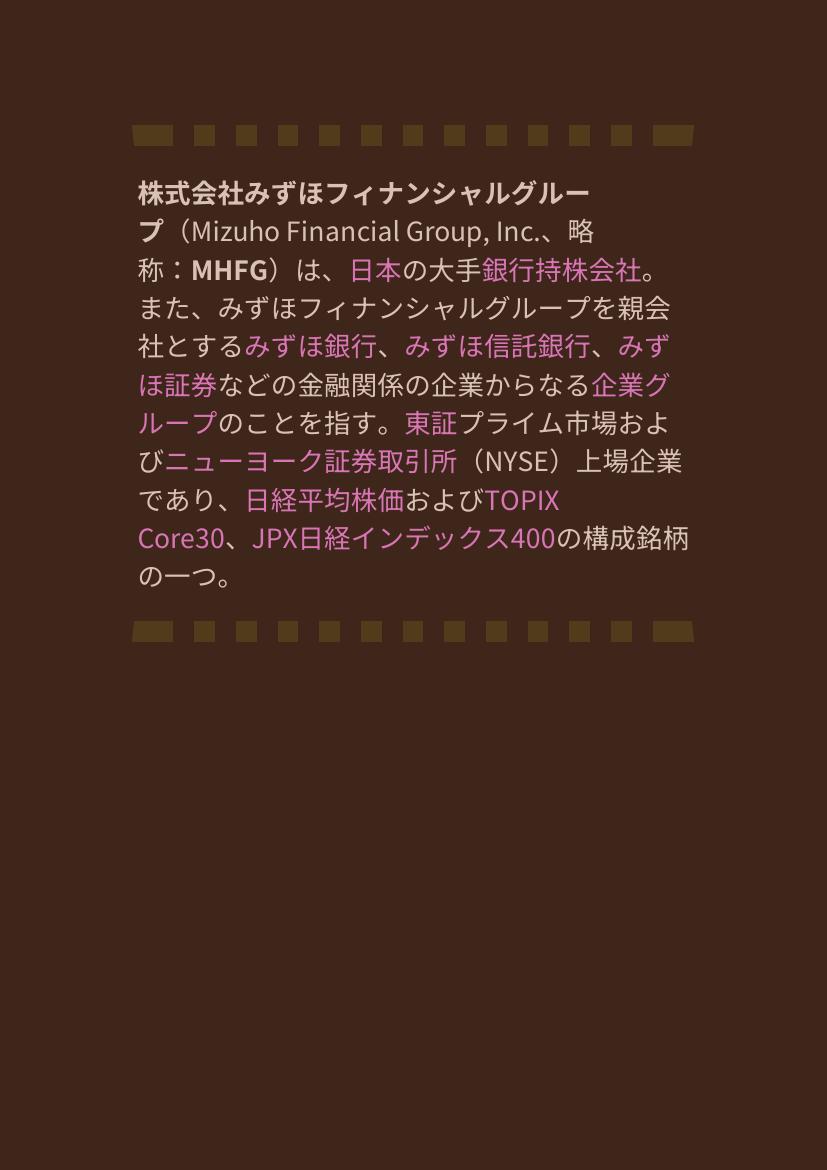 株式会社みずほフィナンシャルグルー
プ（Mizuho Financial Group, Inc.、略
称：MHFG）は、日本の大手銀行持株会社。
また、みずほフィナンシャルグループを親会
社とするみずほ銀行、みずほ信託銀行、みず
ほ証券などの金融関係の企業からなる企業グ
ループのことを指す。東証プライム市場およ
びニューヨーク証券取引所（NYSE）上場企業
であり、日経平均株価およびTOPIX
Core30、JPX日経インデックス400の構成銘柄
の一つ。